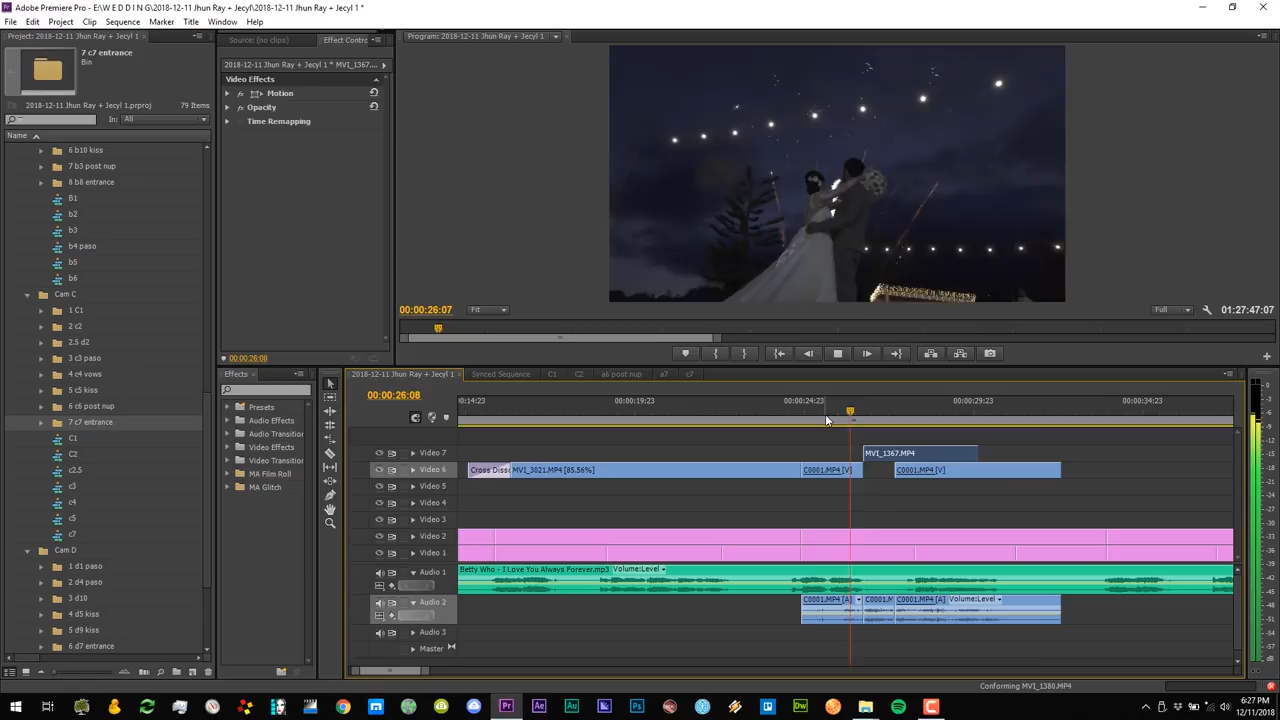 Adobe Premiere Pro - E:\W E D D I N G\2018-12-11 Jhun Ray + Jecyl\2018-12-11 Jhun Ray + Jecyl 1 *
File Edit Project Clip Sequence Marker Title Window Help
Project: 2018-12-11 Jhun Ray + Jecyl 1
7 c7 entrance
Bin
2018-12-11 Jhun Ray + Jecyl 1.prproj 79 Items
In: All
Name
6 b10 kiss
7 b3 post nup
8 b8 entrance
B1
b2
b3
b4 paso
b5
b6
Cam C
1 C1
2 c2
2.5 d2
3 c3 paso
4 c4 vows
5 c5 kiss
6 c6 post nup
7 c7 entrance
C1
C2
c2.5
c3
c4
c5
c7
Cam D
1 d1 paso
2 d4 paso
3 d10
4 d5 kiss
5 d9 kiss
6 d7 entrance
Source: (no clips) Effect Contro
2018-12-11 Jhun Ray + Jecyl 1 * MVI_1367....
Video Effects
fx Motion
fx Opacity
Time Remapping
00:00:26:08
Program: 2018-12-11 Jhun Ray + Jecyl 1
00:00:26:07 Fit Full 01:27:47:07
Effects
Presets
Audio Effects
Audio Transition
Video Effects
Video Transition
MA Film Roll
MA Glitch
2018-12-11 Jhun Ray + Jecyl 1 Synced Sequence C1 C2 a6 post nup a7 c7
00:00:26:08
0:14:23 00:00:19:23 00:00:24:23 00:00:29:23 00:00:34:23
Video 7 MVI_1367.MP4
Video 6 Cross Disso MVI_3021.MP4 [85.56%] C0001.MP4 [V] C0001.MP4 [V]
Video 5
Video 4
Video 3
Video 2
Video 1
Audio 1 Betty Who - I Love You Always Forever.mp3 Volume:Level
Audio 2 C0001.MP4 [A] C0001.M C0001.MP4 [A] Volume:Level
Audio 3
Master
Conforming MVI_1380.MP4
Pr Ae Au Ps Dw
6:27 PM
12/11/2018